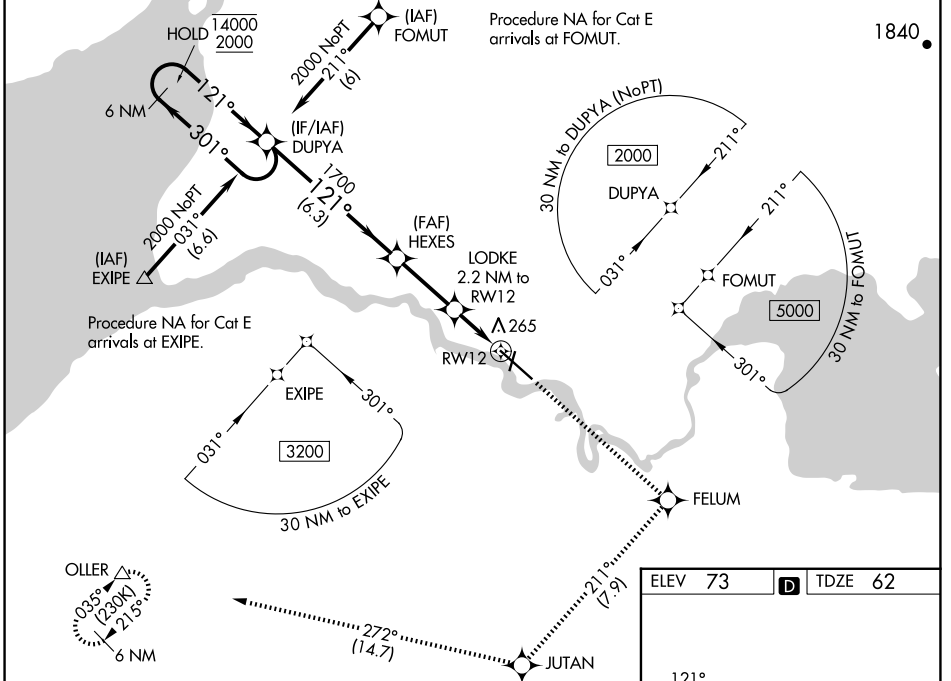 HOLD 14000
2000
(IAF)
FOMUT
Procedure NA for Cat E
arrivals at FOMUT.
1840
2000 NoPT
211°
(6)
6 NM
121°
301°
(IF/IAF)
DUPYA
2000 NoPT
031°
(6.6)
(IAF)
EXIPE
1700
121°
(6.3)
(FAF)
HEXES
LODKE
2.2 NM to
RW12
265
RW12
30 NM to DUPYA (NoPT)
2000
211°
DUPYA
031°
211°
FOMUT
5000
30 NM to FOMUT
301°
Procedure NA for Cat E
arrivals at EXIPE.
EXIPE
031°
301°
3200
30 NM to EXIPE
FELUM
211°
(7.9)
JUTAN
272°
(14.7)
OLLER
035°
(230K)
215°
6 NM
ELEV 73
D
TDZE 62
121°